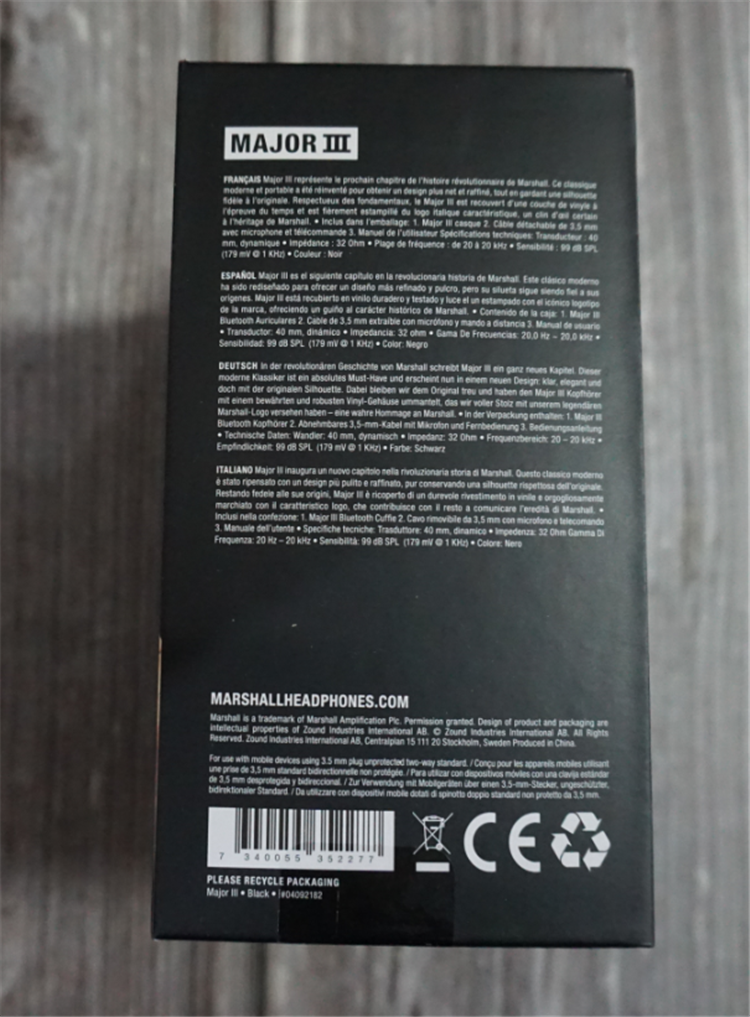 MAJOR III
FRANÇAIS Major III représente le prochain chapitre de l'histoire révolutionnaire de Marshall. Ce classique
moderne et portable a été réinventé pour obtenir un design plus net et raffiné, tout en gardant une silhouette
fidèle à l'originale. Respectueux des fondamentaux, le Major III est recouvert d'une couche de vinyle à
l'épreuve du temps et est fièrement estampillé du logo italique caractéristique, un clin d'œil certain
à l'héritage de Marshall. • Inclus dans l'emballage: 1. Major III casque 2. Câble détachable de 3,5 mm
avec microphone et télécommande 3. Manuel de l'utilisateur Spécifications techniques: Transducteur : 40
mm, dynamique • Impédance : 32 Ohm • Plage de fréquence : de 20 à 20 kHz • Sensibilité : 99 dB SPL
(179 mV @ 1 KHz) • Couleur : Noir
ESPAÑOL Major III es el siguiente capítulo en la revolucionaria historia de Marshall. Este clásico moderno
ha sido rediseñado para ofrecer un diseño más refinado y pulcro, pero su silueta sigue siendo fiel a sus
orígenes. Major III está recubierto en vinilo duradero y testado y luce el un estampado con el icónico logotipo
de la marca, ofreciendo un guiño al carácter histórico de Marshall. • Contenido de la caja: 1. Major III
Bluetooth Auriculares 2. Cable de 3,5 mm extraíble con micrófono y mando a distancia 3. Manual de usuario
• Transductor: 40 mm, dinámico • Impedancia: 32 ohm • Gama De Frecuencias: 20,0 Hz – 20,0 kHz •
Sensibilidad: 99 dB SPL (179 mV @ 1 KHz) • Color: Negro
DEUTSCH In der revolutionären Geschichte von Marshall schreibt Major III ein ganz neues Kapitel. Dieser
moderne Klassiker ist ein absolutes Must-Have und erscheint nun in einem neuen Design: klar, elegant und
doch mit der originalen Silhouette. Dabei bleiben wir dem Original treu und haben den Major III Kopfhörer
mit einem bewährten und robusten Vinyl-Gehäuse ummantelt, das wir voller Stolz mit unserem legendären
Marshall-Logo versehen haben – eine wahre Hommage an Marshall. • In der Verpackung enthalten: 1. Major III
Bluetooth Kopfhörer 2. Abnehmbares 3,5-mm-Kabel mit Mikrofon und Fernbedienung 3. Bedienungsanleitung
• Technische Daten: Wandler: 40 mm, dynamisch • Impedanz: 32 Ohm • Frequenzbereich: 20 – 20 kHz •
Empfindlichkeit: 99 dB SPL (179 mV @ 1 KHz) • Farbe: Schwarz
ITALIANO Major III inaugura un nuovo capitolo nella rivoluzionaria storia di Marshall. Questo classico moderno
è stato ripensato con un design più pulito e raffinato, pur conservando una silhouette rispettosa dell'originale.
Restando fedele alle sue origini, Major III è ricoperto di un durevole rivestimento in vinile e orgogliosamente
marchiato con il caratteristico logo, che contribuisce con il resto a comunicare l'eredità di Marshall. •
Inclusi nella confezione: 1. Major III Bluetooth Cuffie 2. Cavo rimovibile da 3,5 mm con microfono e telecomando
3. Manuale dell'utente • Specifiche tecniche: Trasduttore: 40 mm, dinamico • Impedenza: 32 Ohm Gamma Di
Frequenza: 20 Hz – 20 kHz • Sensibilità: 99 dB SPL (179 mV @ 1 KHz) • Colore: Nero
MARSHALLHEADPHONES.COM
Marshall is a trademark of Marshall Amplification Plc. Permission granted. Design of product and packaging are
intellectual properties of Zound Industries International AB. © Zound Industries International AB. All Rights
Reserved. Zound Industries International AB, Centralplan 15 111 20 Stockholm, Sweden Produced in China.
For use with mobile devices using 3.5 mm plug unprotected two-way standard. / Conçu pour les appareils mobiles utilisant
une prise de 3,5 mm standard bidirectionnelle non protégée. / Para utilizar con dispositivos móviles con una clavija estándar
de 3,5 mm desprotegida y bidireccional. / Zur Verwendung mit Mobilgeräten über einen 3,5-mm-Stecker, ungeschützter,
bidirektionaler Standard. / Da utilizzare con dispositivi mobile dotati di spinotto doppio standard non protetto da 3,5 mm.
7 340055 352277
CE
PLEASE RECYCLE PACKAGING
Major III • Black • I#04092182